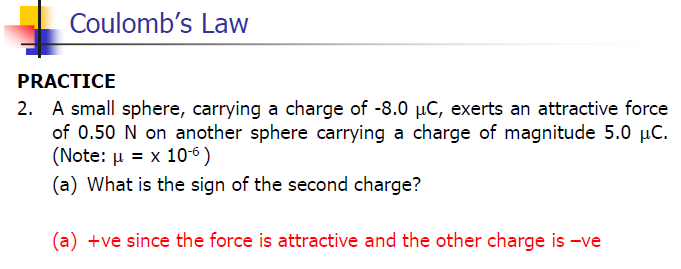 Coulomb’s Law
PRACTICE
2. A small sphere, carrying a charge of -8.0 µC, exerts an attractive force
of 0.50 N on another sphere carrying a charge of magnitude 5.0 µC.
(Note: µ = x 10⁻⁶ )
(a) What is the sign of the second charge?
(a) +ve since the force is attractive and the other charge is –ve